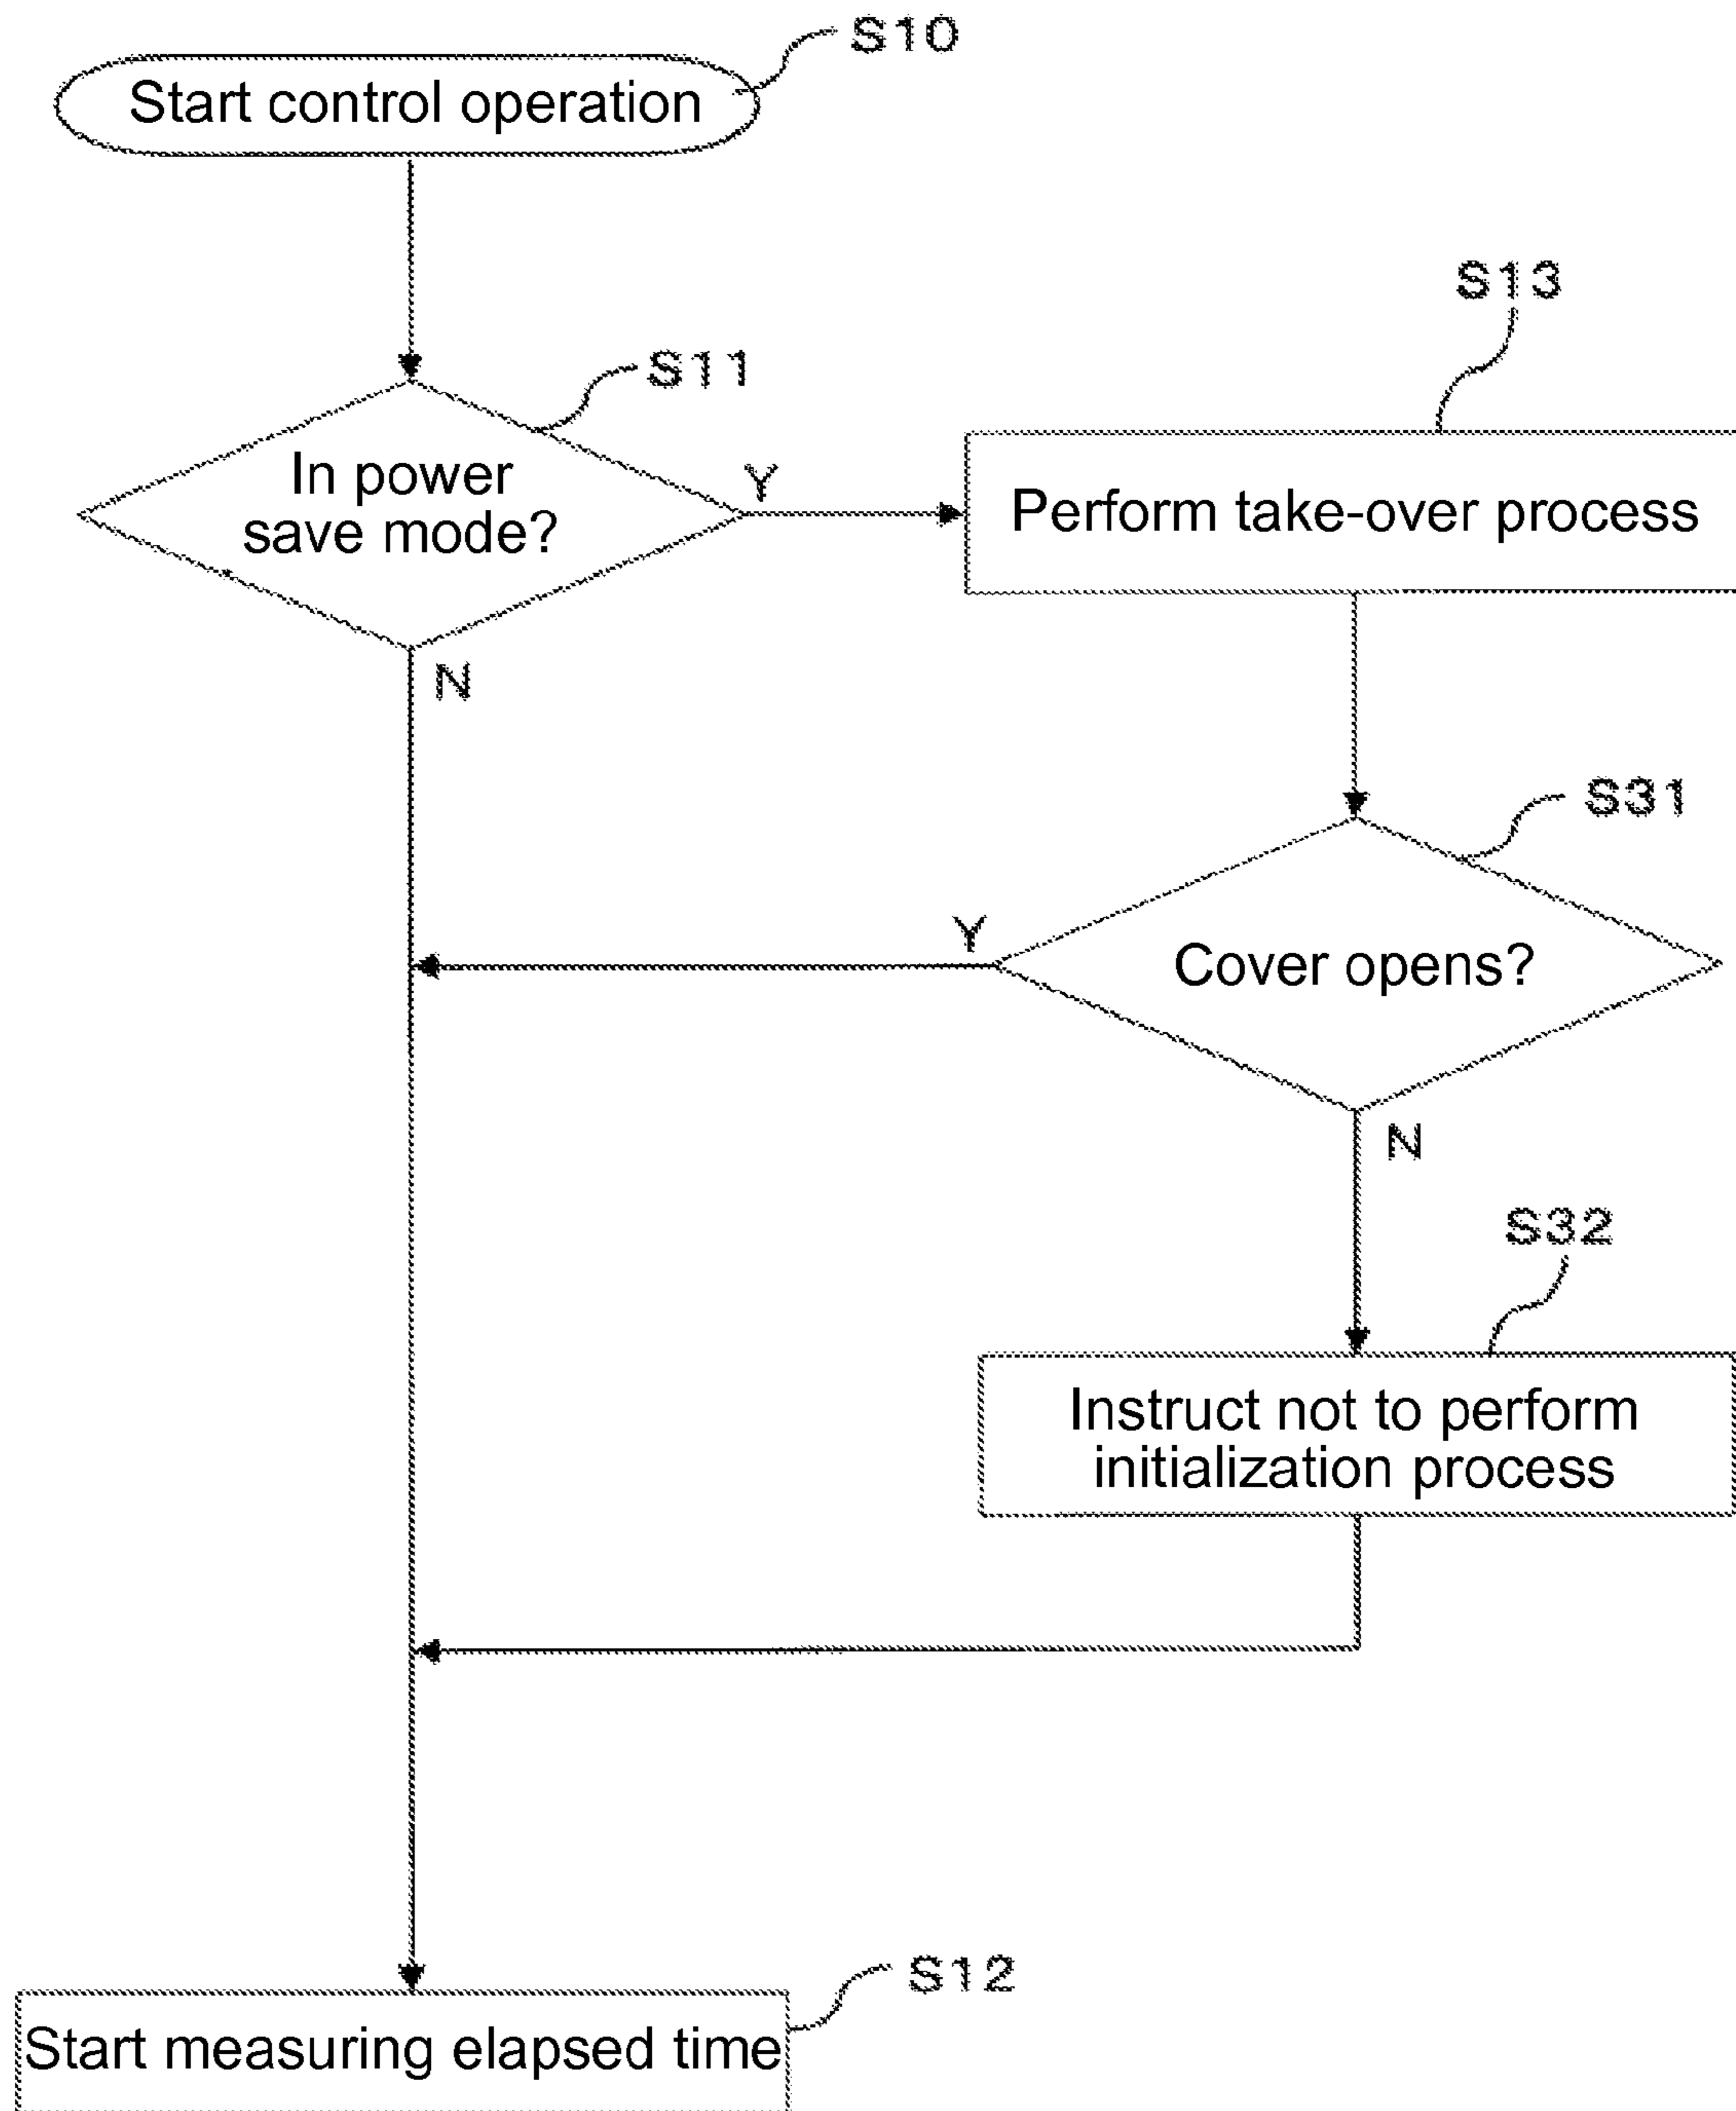 S10
Start control operation
S13
S11
In power
save mode?
Y
Perform take-over process
N
S31
Y
Cover opens?
N
S32
Instruct not to perform
initialization process
S12
Start measuring elapsed time